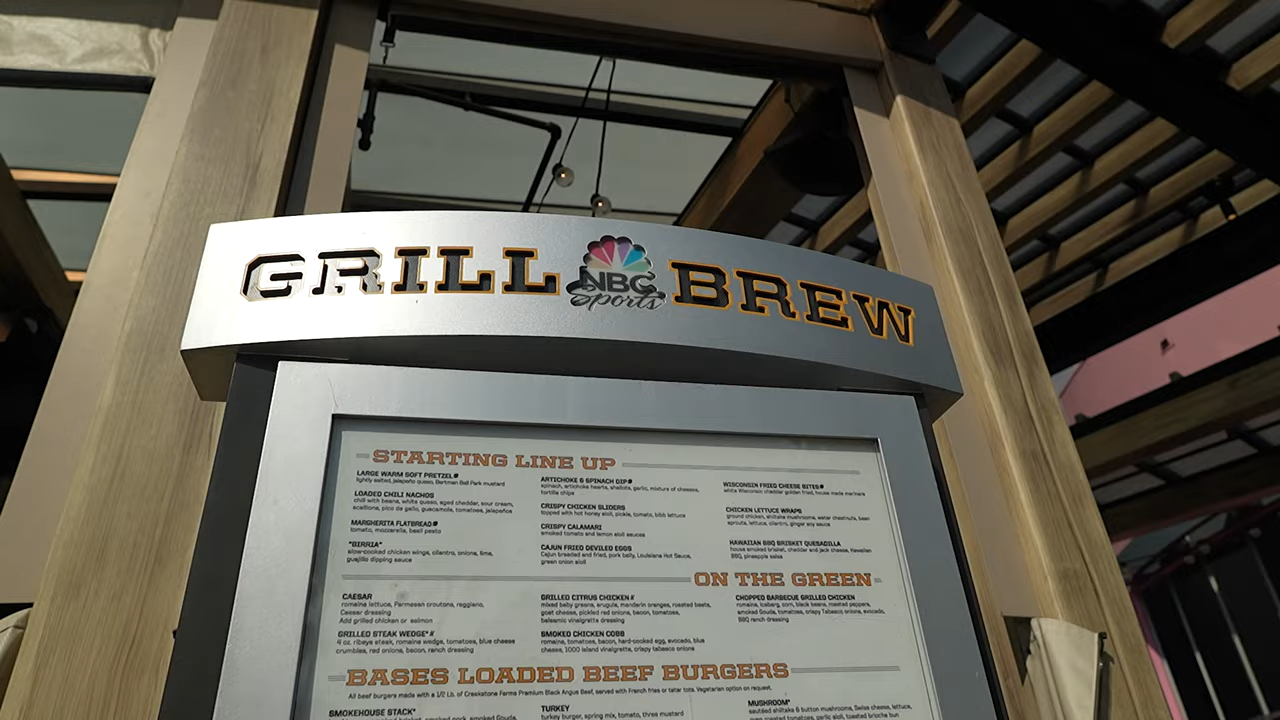 GRILL NBC Sports BREW
STARTING LINE UP
LARGE WARM SOFT PRETZEL
lightly salted, jalapeño queso, Bertman Ball Park mustard
LOADED CHILI NACHOS
chili with beans, white queso, aged cheddar, sour cream,
scallions, pico de gallo, guacamole, tomatoes, jalapeños
MARGHERITA FLATBREAD
tomato, mozzarella, basil pesto
"BIRRIA"
slow-cooked chicken wings, cilantro, onions, lime,
guajillo dipping sauce
ARTICHOKE & SPINACH DIP
spinach, artichoke hearts, shallots, garlic, mixture of cheeses,
tortilla chips
CRISPY CHICKEN SLIDERS
topped with hot honey aioli, pickle, tomato, bibb lettuce
CRISPY CALAMARI
smoked tomato and lemon aioli sauces
CAJUN FRIED DEVILED EGGS
Cajun breaded and fried, pork belly, Louisiana Hot Sauce,
green onion aioli
WISCONSIN FRIED CHEESE BITES
white Wisconsin cheddar golden fried, house made marinara
CHICKEN LETTUCE WRAPS
ground chicken, shiitake mushrooms, water chestnuts, bean
sprouts, lettuce, cilantro, ginger soy sauce
HAWAIIAN BBQ BRISKET QUESADILLA
house smoked brisket, cheddar and jack cheese, Hawaiian
BBQ, pineapple salsa
ON THE GREEN
CAESAR
romaine lettuce, Parmesan croutons, reggiano,
Caesar dressing
Add grilled chicken or salmon
GRILLED STEAK WEDGE* #
4 oz. ribeye steak, romaine wedge, tomatoes, blue cheese
crumbles, red onions, bacon, ranch dressing
GRILLED CITRUS CHICKEN #
mixed baby greens, arugula, mandarin oranges, roasted beets,
goat cheese, pickled red onions, bacon, tomatoes,
balsamic vinaigrette dressing
SMOKED CHICKEN COBB
romaine, tomatoes, bacon, hard-cooked egg, avocado, blue
cheese, 1000 island vinaigrette, crispy tabasco onions
CHOPPED BARBECUE GRILLED CHICKEN
romaine, iceberg, corn, black beans, roasted peppers,
smoked Gouda, tomatoes, crispy Tabasco onions, avocado,
BBQ ranch dressing
BASES LOADED BEEF BURGERS
All beef burgers made with a 1/2 Lb. of Creekstone Farms Premium Black Angus Beef, served with French fries or tater tots. Vegetarian option on request.
SMOKEHOUSE STACK*
smoked brisket, smoked pork, smoked Gouda,
TURKEY
turkey burger, spring mix, tomato, three mustard
MUSHROOM*
sautéed shiitake & button mushrooms, Swiss cheese, lettuce,
oven roasted tomatoes, garlic aioli, toasted brioche bun